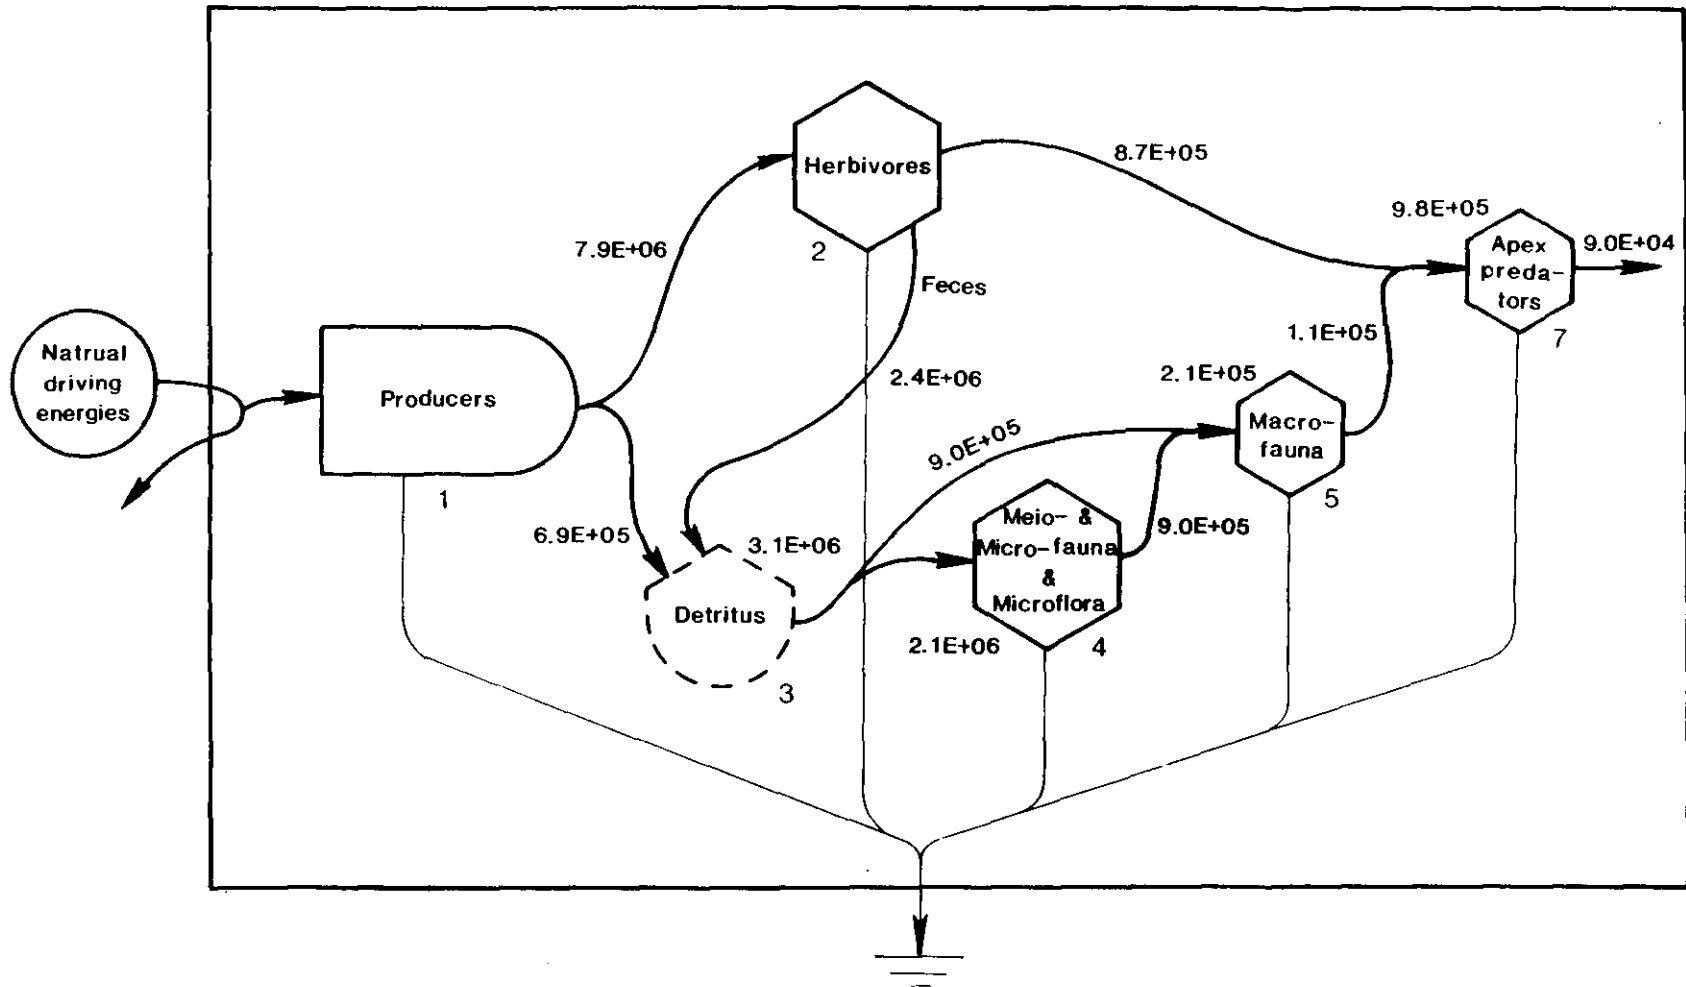 Herbivores
2
8.7E+05
9.8E+05
Apex
preda-
tors
7
9.0E+04
7.9E+06
Feces
Natrual
driving
energies
Producers
1
2.4E+06
1.1E+05
2.1E+05
Macro-
fauna
5
9.0E+05
6.9E+05
3.1E+06
Detritus
3
Meio- &
Micro-fauna
&
Microflora
4
9.0E+05
2.1E+06